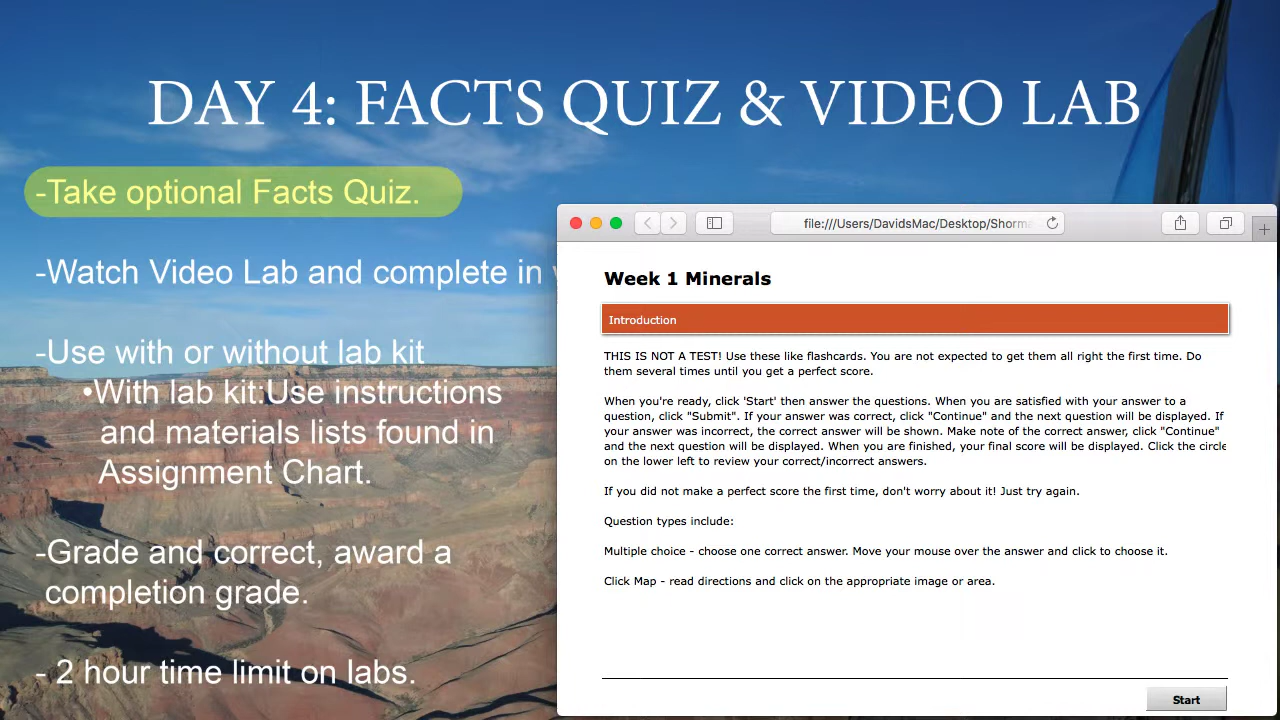 DAY 4: FACTS QUIZ & VIDEO LAB
-Take optional Facts Quiz.
-Watch Video Lab and complete in
-Use with or without lab kit
•With lab kit:Use instructions
and materials lists found in
Assignment Chart.
-Grade and correct, award a
completion grade.
- 2 hour time limit on labs.
file:///Users/DavidsMac/Desktop/Shorma
Week 1 Minerals
Introduction
THIS IS NOT A TEST! Use these like flashcards. You are not expected to get them all right the first time. Do
them several times until you get a perfect score.
When you're ready, click 'Start' then answer the questions. When you are satisfied with your answer to a
question, click "Submit". If your answer was correct, click "Continue" and the next question will be displayed. If
your answer was incorrect, the correct answer will be shown. Make note of the correct answer, click "Continue"
and the next question will be displayed. When you are finished, your final score will be displayed. Click the circle
on the lower left to review your correct/incorrect answers.
If you did not make a perfect score the first time, don't worry about it! Just try again.
Question types include:
Multiple choice - choose one correct answer. Move your mouse over the answer and click to choose it.
Click Map - read directions and click on the appropriate image or area.
Start